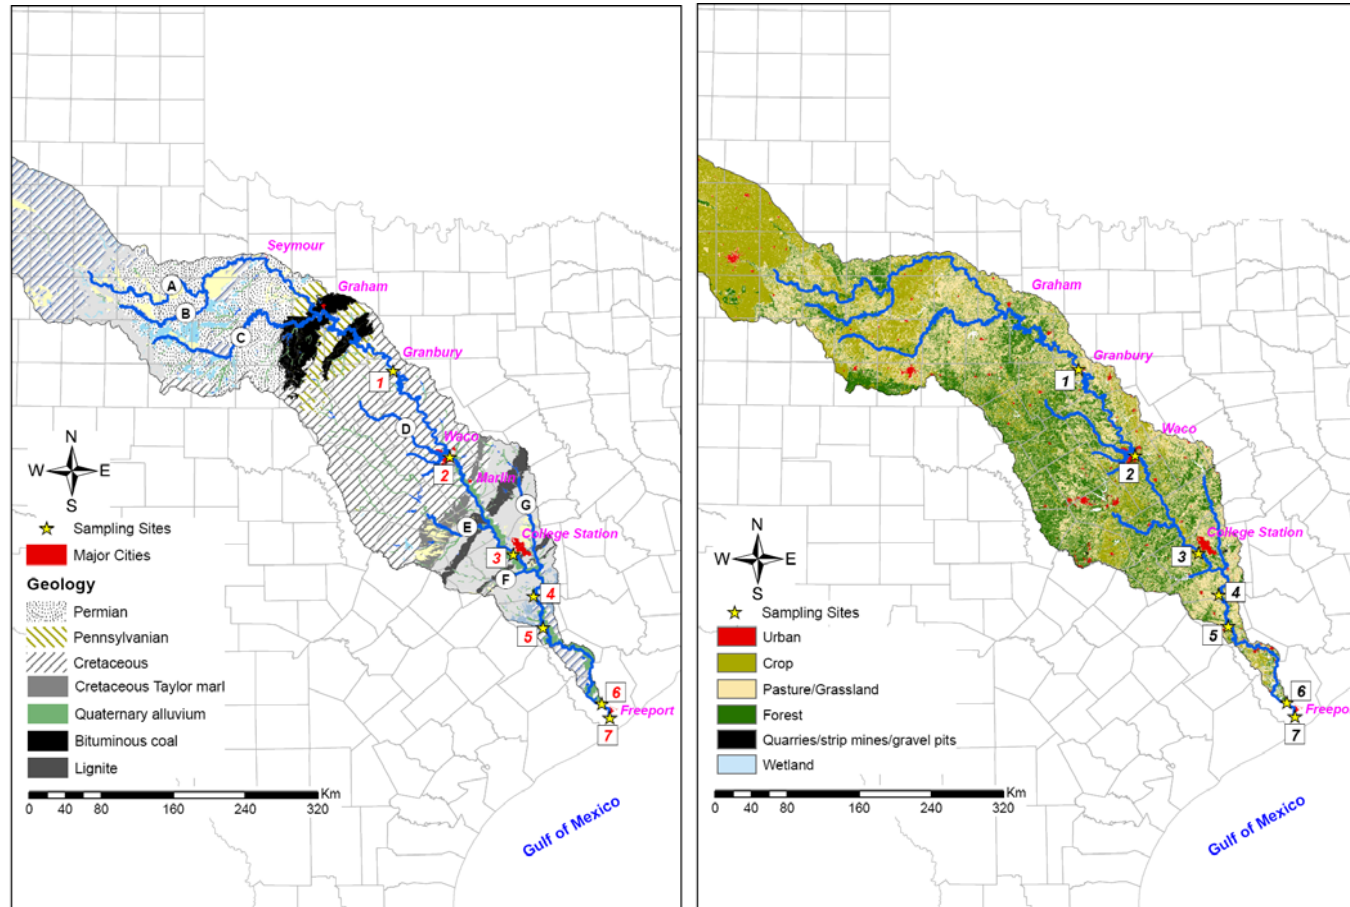 Seymour
A
B
Graham
C
Granbury
1
D
Waco
2
Marlin
G
E
College Station
3
F
4
5
6
Freeport
7
N
W E
S
Sampling Sites
Major Cities
Geology
Permian
Pennsylvanian
Cretaceous
Cretaceous Taylor marl
Quaternary alluvium
Bituminous coal
Lignite
Km
0 40 80 160 240 320
Gulf of Mexico
Graham
Granbury
1
Waco
2
College Station
3
4
5
6
Freepo
7
N
W E
S
Sampling Sites
Urban
Crop
Pasture/Grassland
Forest
Quarries/strip mines/gravel pits
Wetland
Km
0 40 80 160 240 320
Gulf of Mexico